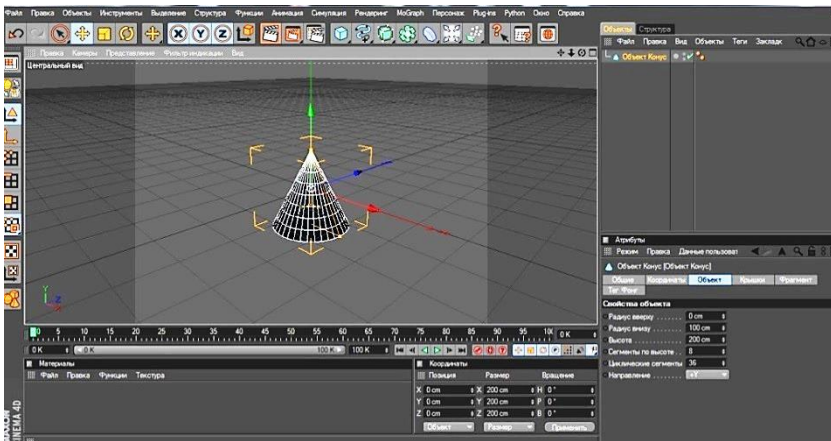 Файл Правка Объекты Инструменты Выделение Структура Функции Анимация Симуляция Рендеринг MoGraph Персонаж Plug-ins Python Окно Справка
Правка Камеры Представление Фильтр-индикации Вид
Центральный вид
Y
Z
X
0 5 10 15 20 25 30 35 40 45 50 55 60 65 70 75 80 85 90 95 0 K
0 K 0 K 100 K 100 K
Материалы
Файл Правка Функции Текстура
Координаты
Позиция Размер Вращение
X 0 cm X 200 cm H 0 °
Y 0 cm Y 200 cm P 0 °
Z 0 cm Z 200 cm B 0 °
Объект Размер Применить
MAXON
CINEMA 4D
Объекты Структура
Файл Правка Вид Объекты Теги Закладк
Объект Конус
Атрибуты
Режим Правка Данные пользоват
Объект Конус [Объект Конус]
Общие Координаты Объект Крышки Фрагмент
Тег Фонг
Свойства объекта
Радиус вверху 0 cm
Радиус внизу 100 cm
Высота 200 cm
Сегменты по высоте 8
Циклические сегменты 36
Направление +Y